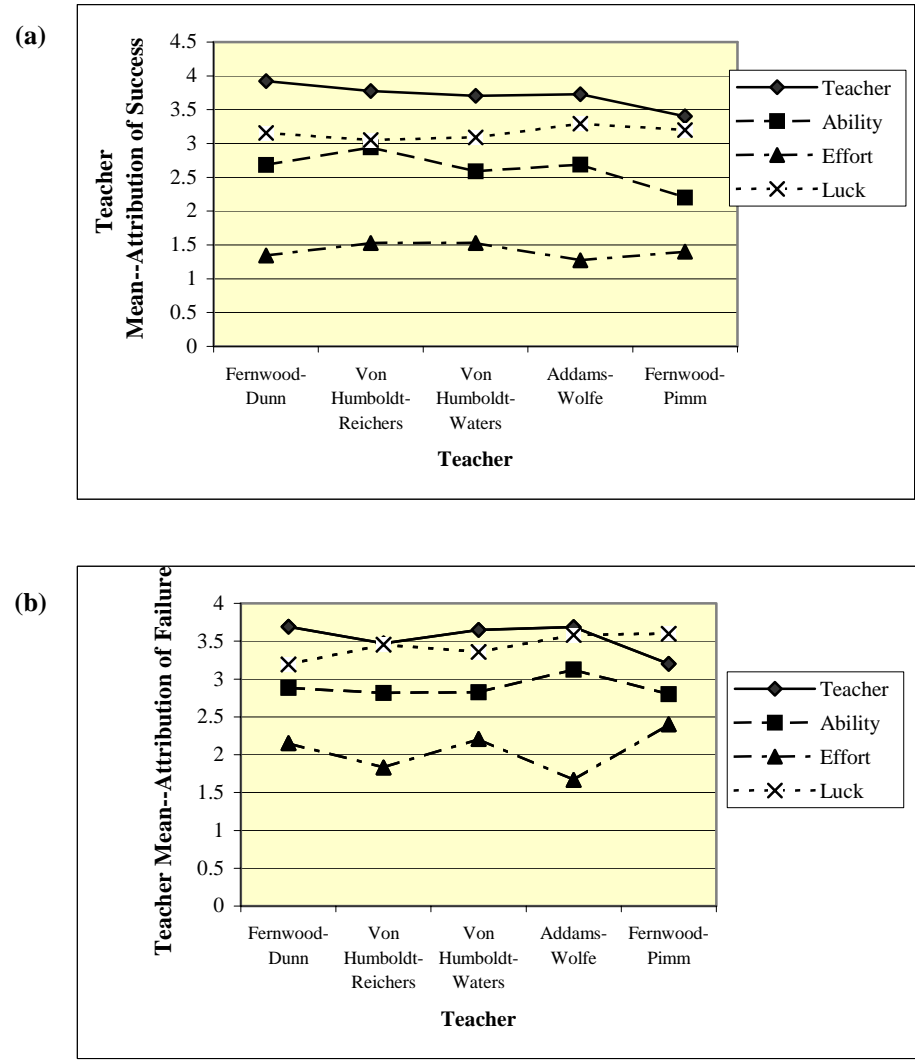 (a)
Teacher
Mean--Attribution of Success
4.5
4
3.5
3
2.5
2
1.5
1
0.5
0
Fernwood-
Dunn
Von
Humboldt-
Reichers
Von
Humboldt-
Waters
Addams-
Wolfe
Fernwood-
Pimm
Teacher
Teacher
Ability
Effort
Luck
(b)
Teacher Mean--Attribution of Failure
4
3.5
3
2.5
2
1.5
1
0.5
0
Fernwood-
Dunn
Von
Humboldt-
Reichers
Von
Humboldt-
Waters
Addams-
Wolfe
Fernwood-
Pimm
Teacher
Teacher
Ability
Effort
Luck